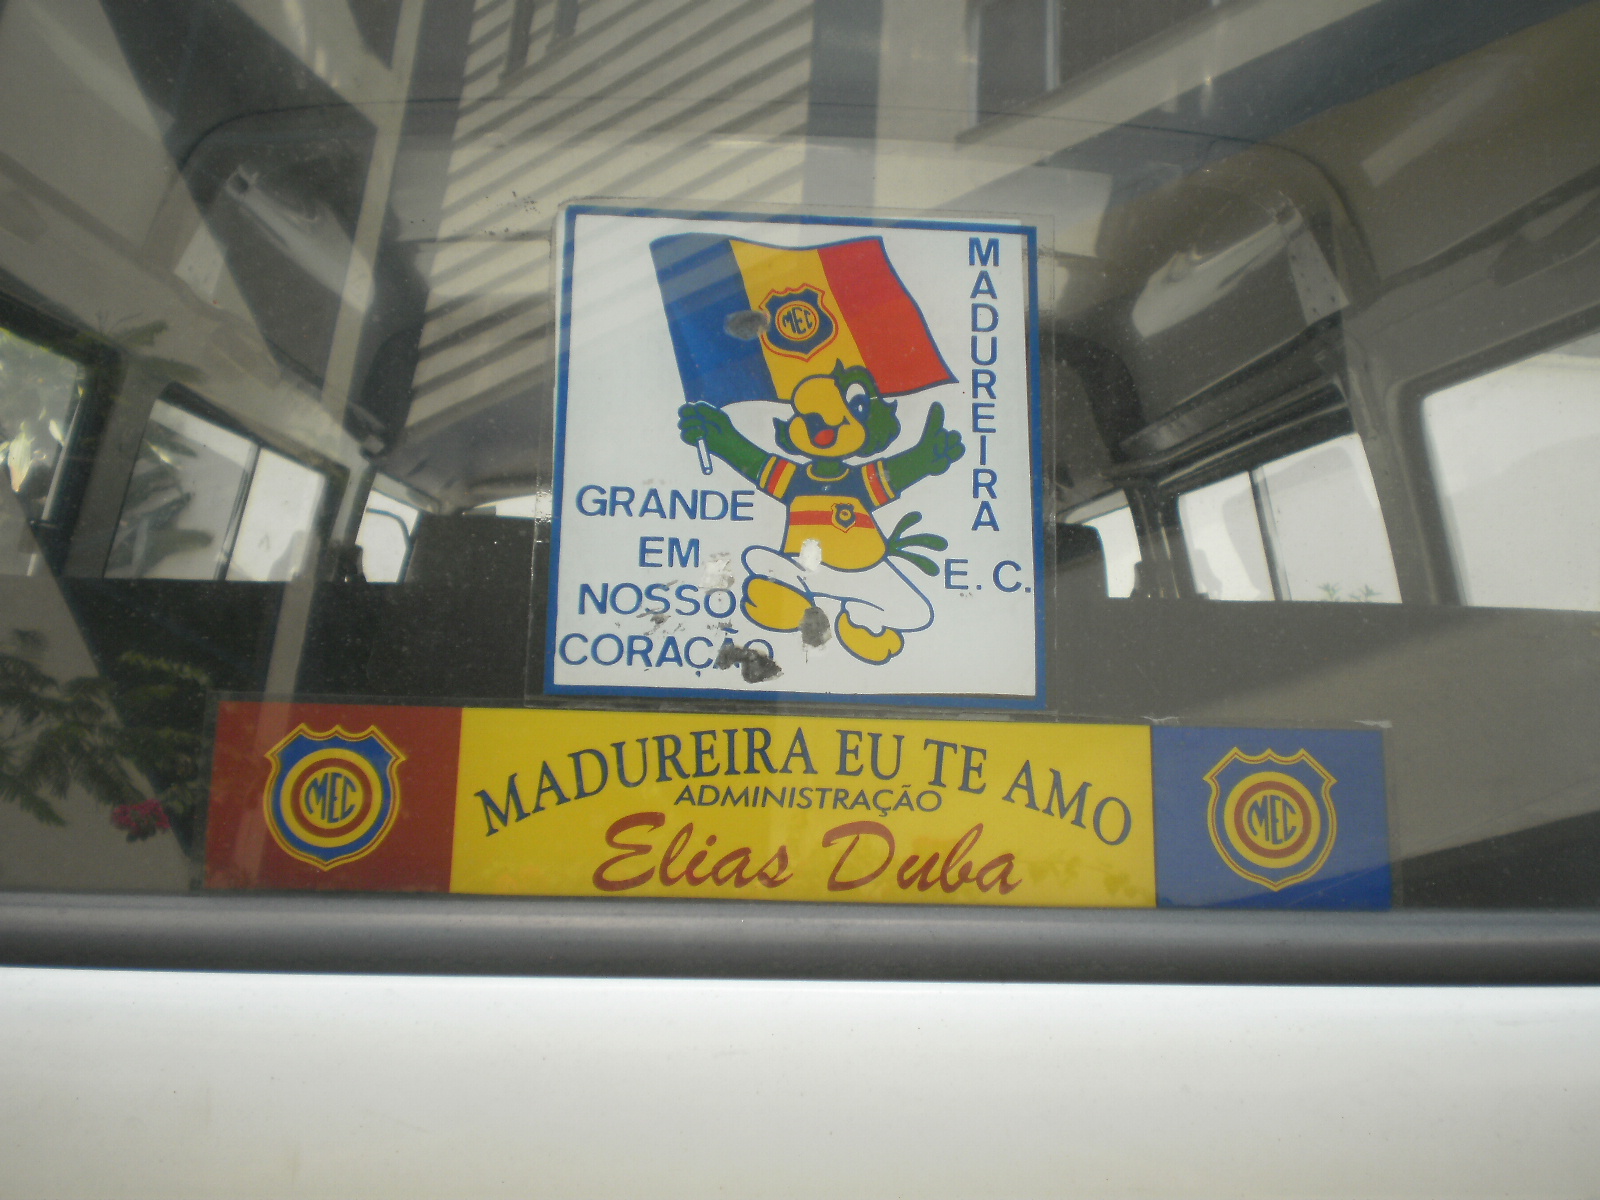 MEC
MADUREIRA
E. C.
GRANDE
EM
NOSSO
CORAÇÃO
MEC
MADUREIRA EU TE AMO
ADMINISTRAÇÃO
Elias Duba
MEC